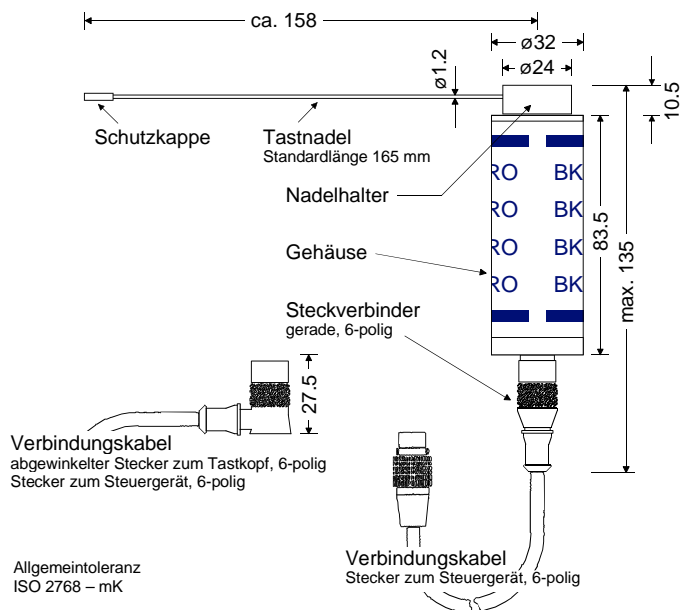 ca. 158
ø32
ø24
ø1.2
10.5
Schutzkappe
Tastnadel
Standardlänge 165 mm
Nadelhalter
RO BK
RO BK
RO BK
RO BK
Gehäuse
83.5
max. 135
Steckverbinder
gerade, 6-polig
27.5
Verbindungskabel
abgewinkelter Stecker zum Tastkopf, 6-polig
Stecker zum Steuergerät, 6-polig
Verbindungskabel
Stecker zum Steuergerät, 6-polig
Allgemeintoleranz
ISO 2768 – mK